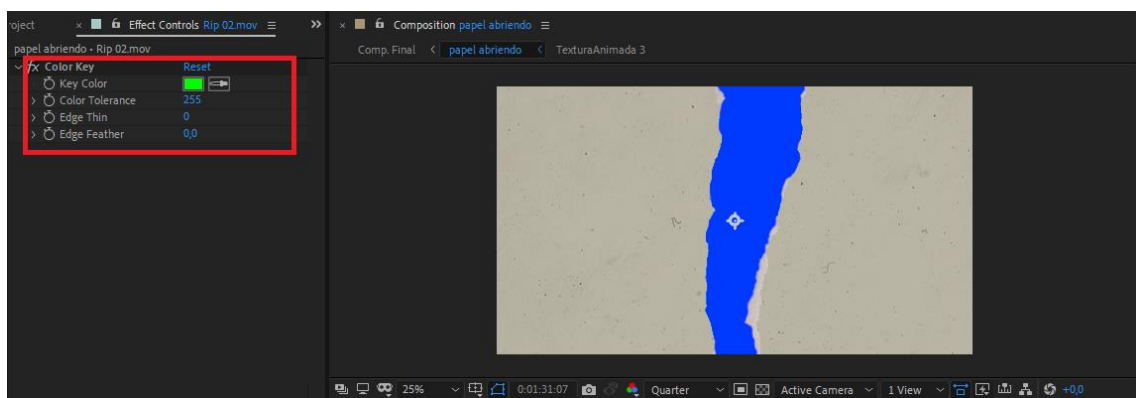 oject × Effect Controls Rip 02.mov ≡ »
papel abriendo • Rip 02.mov
fx Color Key Reset
Key Color
Color Tolerance 255
Edge Thin 0
Edge Feather 0,0
× Composition papel abriendo ≡
Comp. Final < papel abriendo < TexturaAnimada 3
25% 0:01:31:07 Quarter Active Camera 1 View +0,0